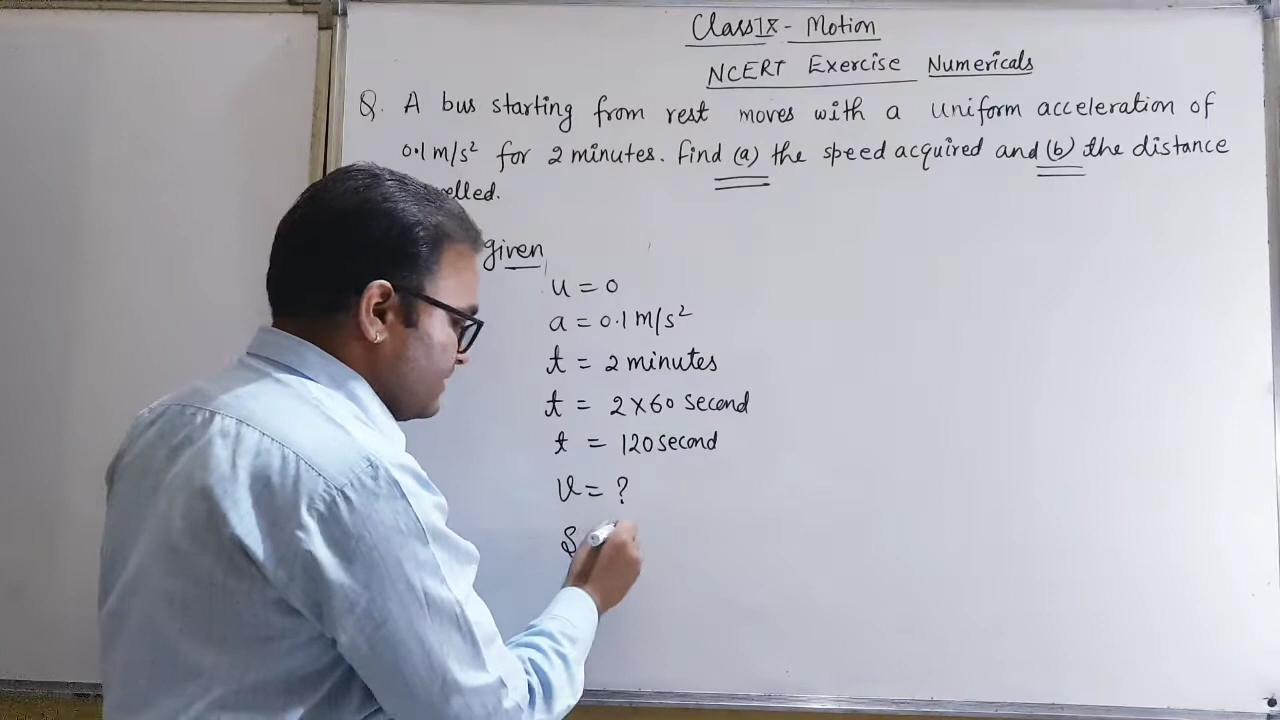 Class IX - Motion
NCERT Exercise Numericals
Q. A bus starting from rest moves with a uniform acceleration of
0.1 m/s² for 2 minutes. Find (a) the speed acquired and (b) the distance
given
u = 0
a = 0.1 m/s²
t = 2 minutes
t = 2×60 second
t = 120 second
v = ?
S